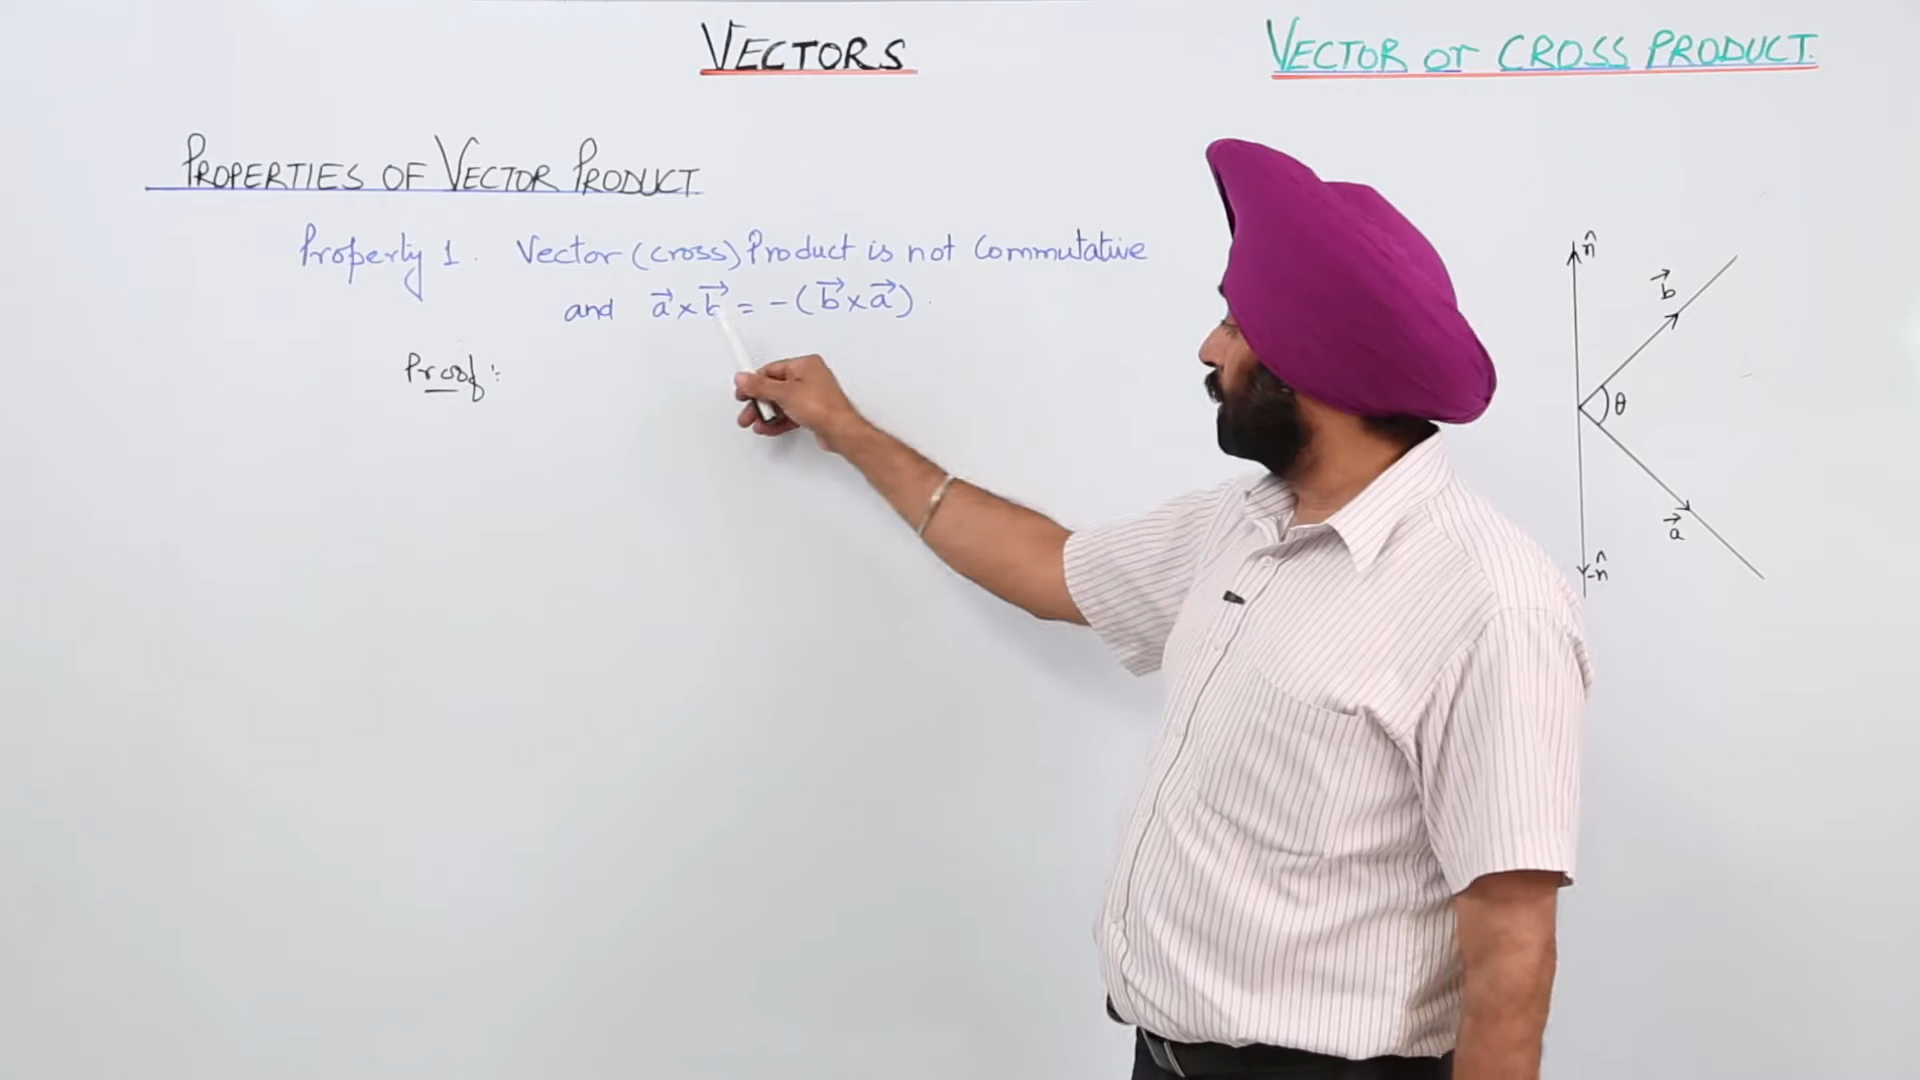 VECTORS
VECTOR or CROSS PRODUCT.
PROPERTIES OF VECTOR PRODUCT
Property 1. Vector (cross) Product is not Commutative
and a⃗ × b⃗ = -(b⃗ × a⃗).
Proof:
n̂
b⃗
θ
a⃗
-n̂